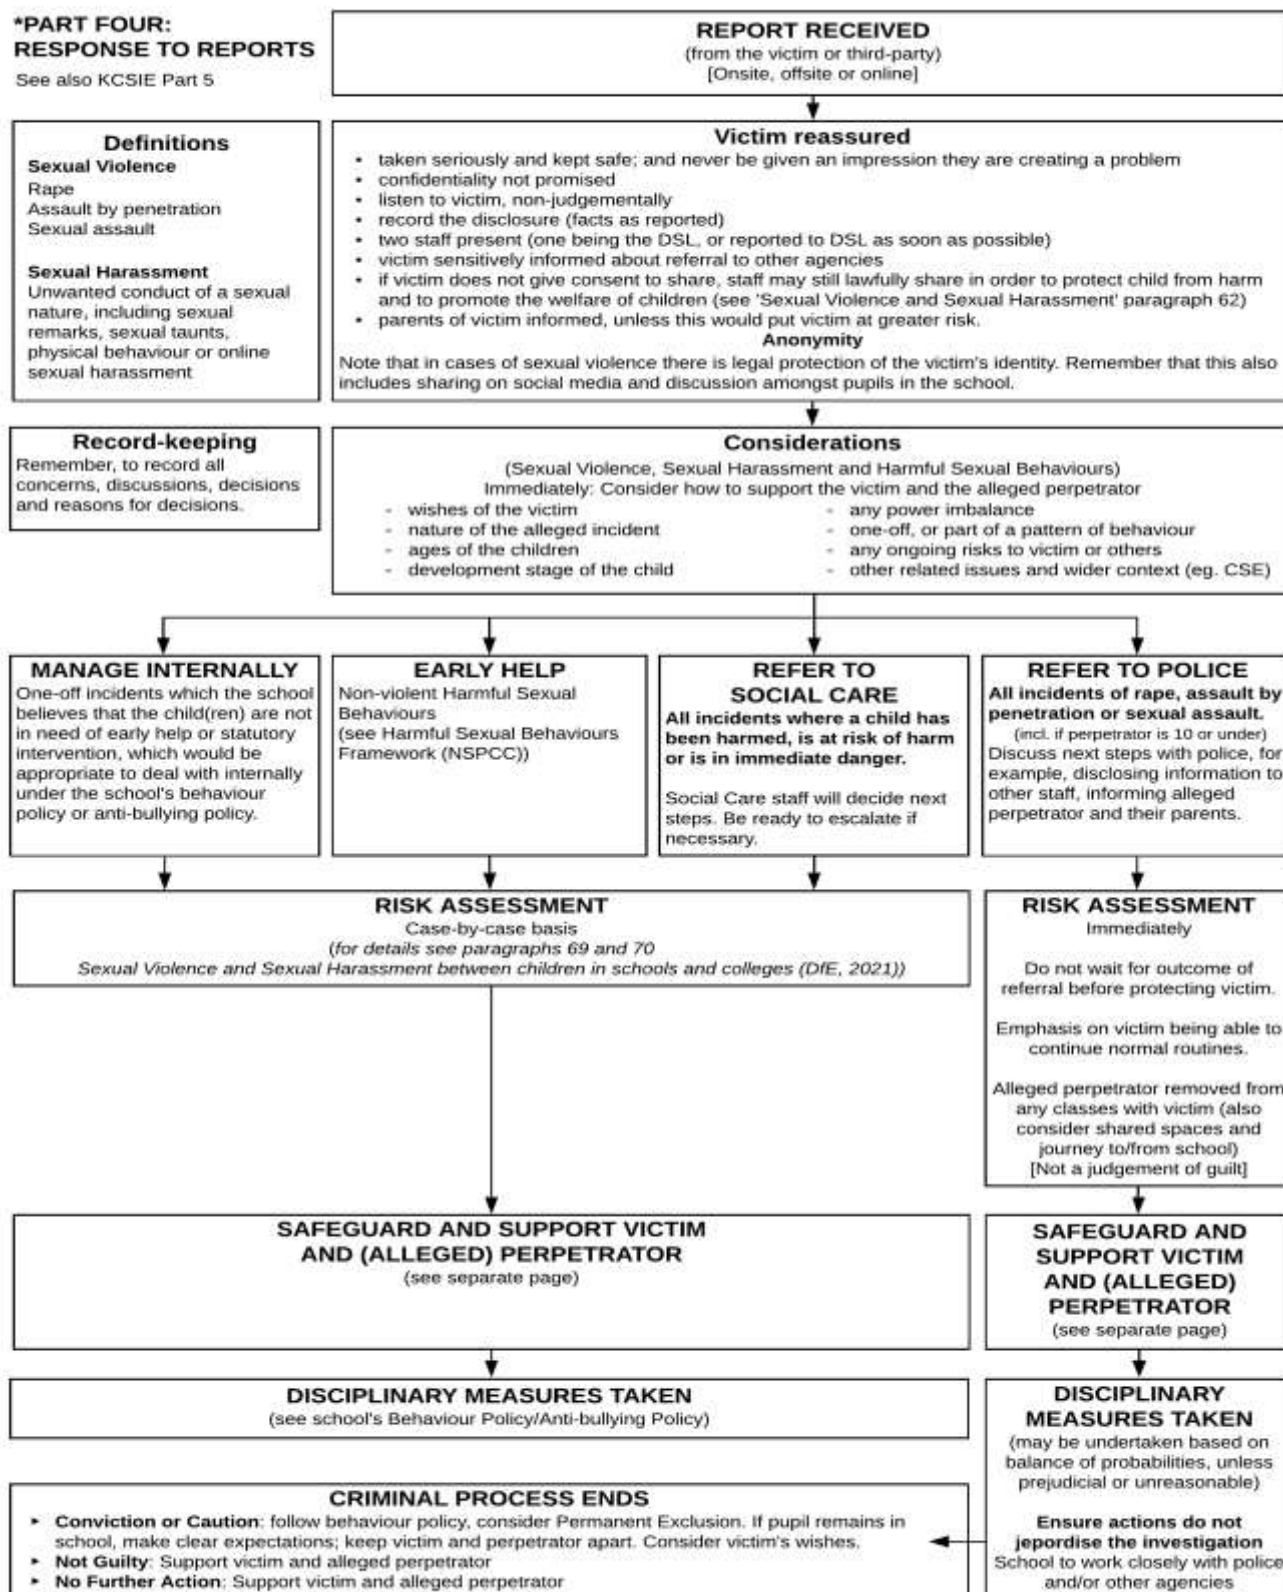 *PART FOUR:
RESPONSE TO REPORTS
See also KCSIE Part 5
REPORT RECEIVED
(from the victim or third-party)
[Onsite, offsite or online]
Definitions
Sexual Violence
Rape
Assault by penetration
Sexual assault
Sexual Harassment
Unwanted conduct of a sexual
nature, including sexual
remarks, sexual taunts,
physical behaviour or online
sexual harassment
Victim reassured
• taken seriously and kept safe; and never be given an impression they are creating a problem
• confidentiality not promised
• listen to victim, non-judgementally
• record the disclosure (facts as reported)
• two staff present (one being the DSL, or reported to DSL as soon as possible)
• victim sensitively informed about referral to other agencies
• if victim does not give consent to share, staff may still lawfully share in order to protect child from harm
and to promote the welfare of children (see 'Sexual Violence and Sexual Harassment' paragraph 62)
• parents of victim informed, unless this would put victim at greater risk.
Anonymity
Note that in cases of sexual violence there is legal protection of the victim's identity. Remember that this also
includes sharing on social media and discussion amongst pupils in the school.
Record-keeping
Remember, to record all
concerns, discussions, decisions
and reasons for decisions.
Considerations
(Sexual Violence, Sexual Harassment and Harmful Sexual Behaviours)
Immediately: Consider how to support the victim and the alleged perpetrator
- wishes of the victim
- nature of the alleged incident
- ages of the children
- development stage of the child
- any power imbalance
- one-off, or part of a pattern of behaviour
- any ongoing risks to victim or others
- other related issues and wider context (eg. CSE)
MANAGE INTERNALLY
One-off incidents which the school
believes that the child(ren) are not
in need of early help or statutory
intervention, which would be
appropriate to deal with internally
under the school's behaviour
policy or anti-bullying policy.
EARLY HELP
Non-violent Harmful Sexual
Behaviours
(see Harmful Sexual Behaviours
Framework (NSPCC))
REFER TO
SOCIAL CARE
All incidents where a child has
been harmed, is at risk of harm
or is in immediate danger.
Social Care staff will decide next
steps. Be ready to escalate if
necessary.
REFER TO POLICE
All incidents of rape, assault by
penetration or sexual assault.
(incl. if perpetrator is 10 or under)
Discuss next steps with police, for
example, disclosing information to
other staff, informing alleged
perpetrator and their parents.
RISK ASSESSMENT
Case-by-case basis
(for details see paragraphs 69 and 70
Sexual Violence and Sexual Harassment between children in schools and colleges (DfE, 2021))
RISK ASSESSMENT
Immediately
Do not wait for outcome of
referral before protecting victim.
Emphasis on victim being able to
continue normal routines.
Alleged perpetrator removed from
any classes with victim (also
consider shared spaces and
journey to/from school)
[Not a judgement of guilt]
SAFEGUARD AND SUPPORT VICTIM
AND (ALLEGED) PERPETRATOR
(see separate page)
SAFEGUARD AND
SUPPORT VICTIM
AND (ALLEGED)
PERPETRATOR
(see separate page)
DISCIPLINARY MEASURES TAKEN
(see school's Behaviour Policy/Anti-bullying Policy)
DISCIPLINARY
MEASURES TAKEN
(may be undertaken based on
balance of probabilities, unless
prejudicial or unreasonable)
Ensure actions do not
jepordise the investigation
School to work closely with police
and/or other agencies
CRIMINAL PROCESS ENDS
▸ Conviction or Caution: follow behaviour policy, consider Permanent Exclusion. If pupil remains in
school, make clear expectations; keep victim and perpetrator apart. Consider victim's wishes.
▸ Not Guilty: Support victim and alleged perpetrator
▸ No Further Action: Support victim and alleged perpetrator